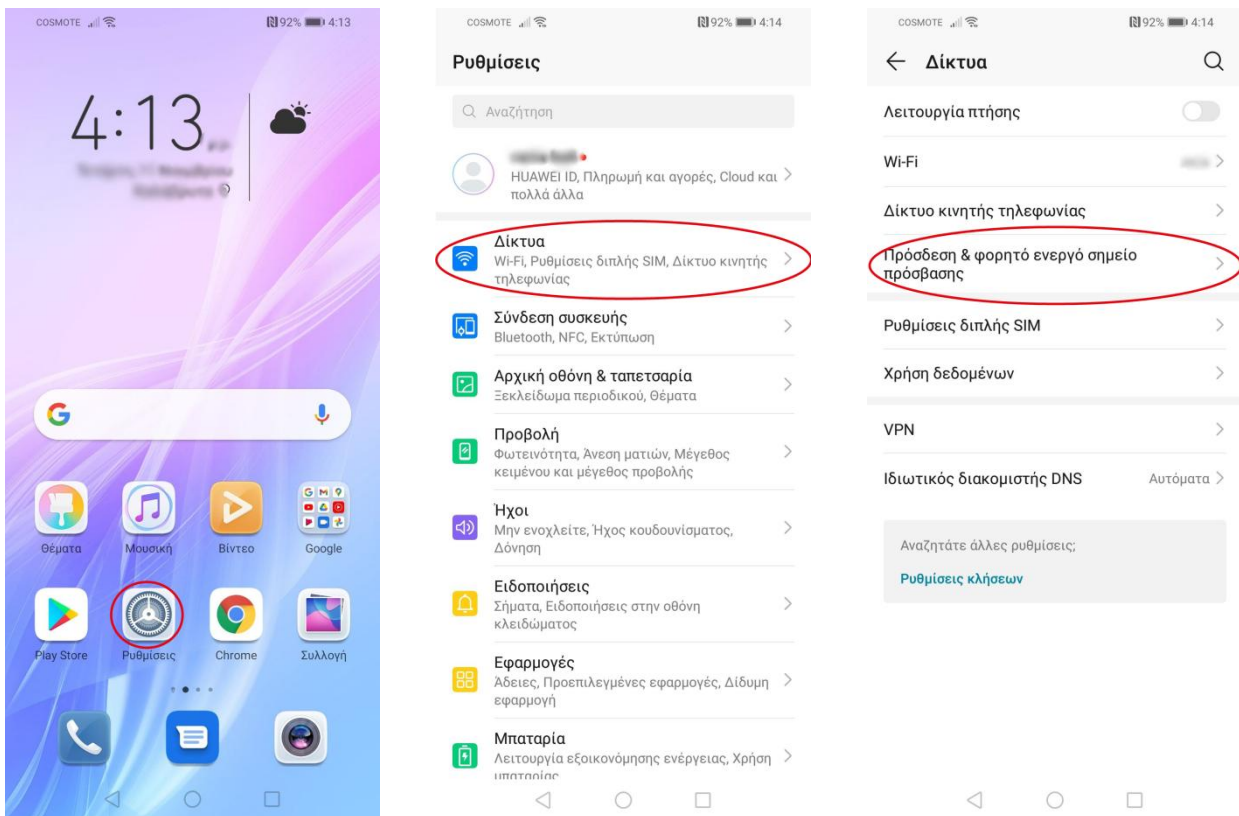 COSMOTE 92% 4:13
4:13
Θέματα Μουσική Βίντεο Google
Play Store Ρυθμίσεις Chrome Συλλογή
COSMOTE 92% 4:14
Ρυθμίσεις
Αναζήτηση
HUAWEI ID, Πληρωμή και αγορές, Cloud και
πολλά άλλα
Δίκτυα
Wi-Fi, Ρυθμίσεις διπλής SIM, Δίκτυο κινητής
τηλεφωνίας
Σύνδεση συσκευής
Bluetooth, NFC, Εκτύπωση
Αρχική οθόνη & ταπετσαρία
Ξεκλείδωμα περιοδικού, Θέματα
Προβολή
Φωτεινότητα, Άνεση ματιών, Μέγεθος
κειμένου και μέγεθος προβολής
Ήχοι
Μην ενοχλείτε, Ήχος κουδουνίσματος,
Δόνηση
Ειδοποιήσεις
Σήματα, Ειδοποιήσεις στην οθόνη
κλειδώματος
Εφαρμογές
Άδειες, Προεπιλεγμένες εφαρμογές, Δίδυμη
εφαρμογή
Μπαταρία
Λειτουργία εξοικονόμησης ενέργειας, Χρήση
μπαταρίας
COSMOTE 92% 4:14
Δίκτυα
Λειτουργία πτήσης
Wi-Fi
Δίκτυο κινητής τηλεφωνίας
Πρόσδεση & φορητό ενεργό σημείο
πρόσβασης
Ρυθμίσεις διπλής SIM
Χρήση δεδομένων
VPN
Ιδιωτικός διακομιστής DNS Αυτόματα
Αναζητάτε άλλες ρυθμίσεις;
Ρυθμίσεις κλήσεων